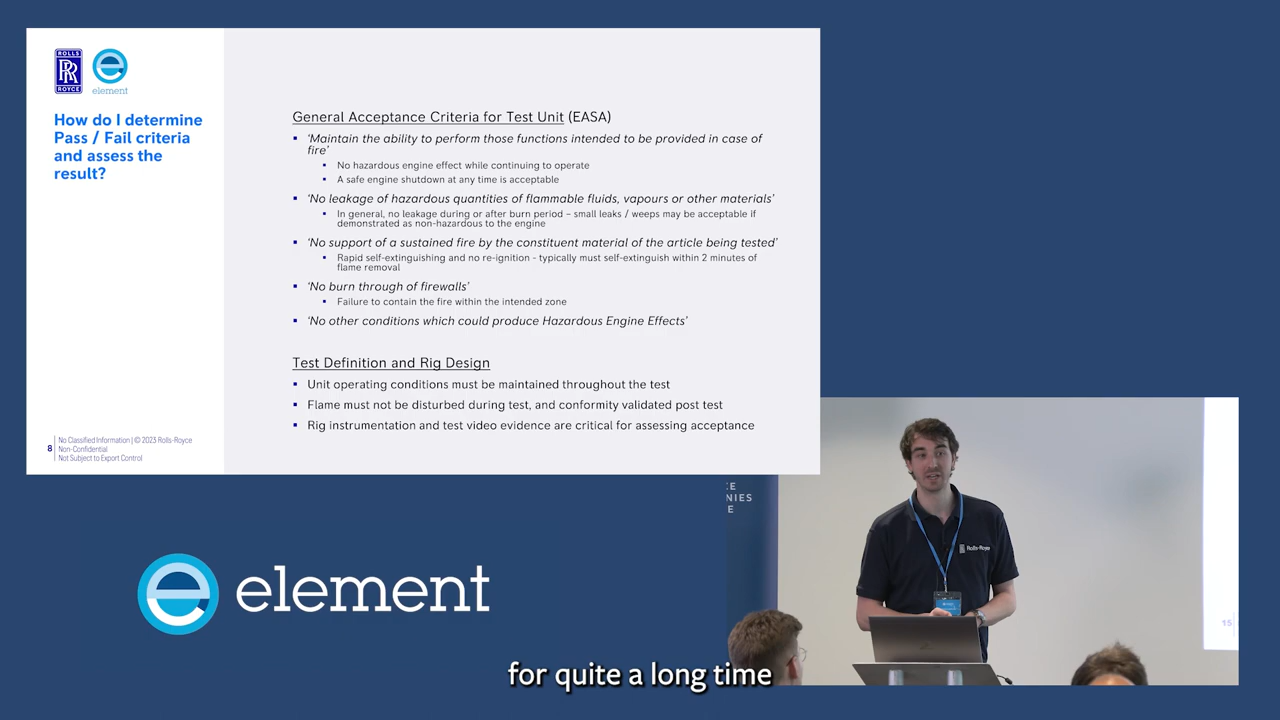 ROLLS
RR
ROYCE
element
How do I determine
Pass / Fail criteria
and assess the
result?
General Acceptance Criteria for Test Unit (EASA)
▪ ‘Maintain the ability to perform those functions intended to be provided in case of
fire’
▪ No hazardous engine effect while continuing to operate
▪ A safe engine shutdown at any time is acceptable
▪ ‘No leakage of hazardous quantities of flammable fluids, vapours or other materials’
▪ In general, no leakage during or after burn period – small leaks / weeps may be acceptable if
demonstrated as non-hazardous to the engine
▪ ‘No support of a sustained fire by the constituent material of the article being tested’
▪ Rapid self-extinguishing and no re-ignition - typically must self-extinguish within 2 minutes of
flame removal
▪ ‘No burn through of firewalls’
▪ Failure to contain the fire within the intended zone
▪ ‘No other conditions which could produce Hazardous Engine Effects’
Test Definition and Rig Design
▪ Unit operating conditions must be maintained throughout the test
▪ Flame must not be disturbed during test, and conformity validated post test
▪ Rig instrumentation and test video evidence are critical for assessing acceptance
8
No Classified Information | © 2023 Rolls-Royce
Non-Confidential
Not Subject to Export Control
NIES
Rolls-Royce
15
element
for quite a long time